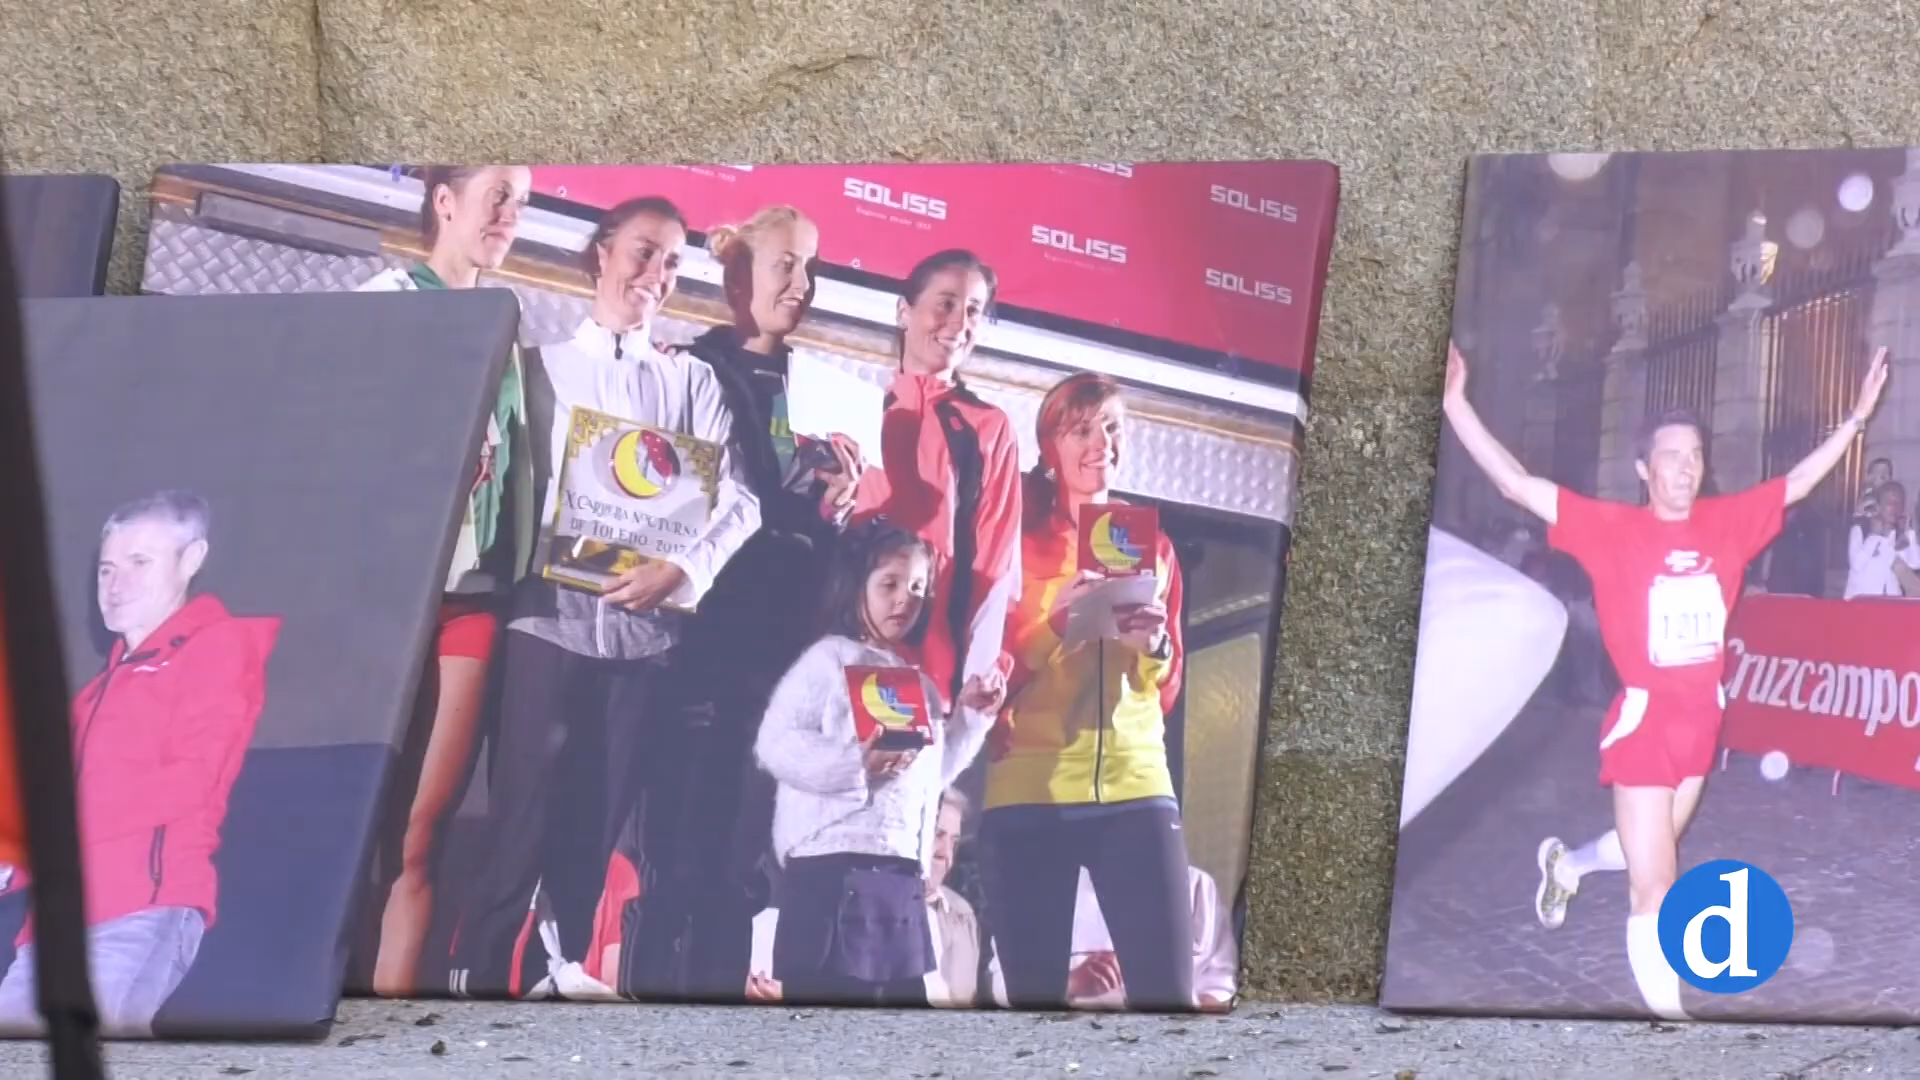 SOLISS
SOLISS
SOLISS
SOLISS
X CARRERA NOCTURNA
DE TOLEDO 2017
1211
Cruzcampo
d